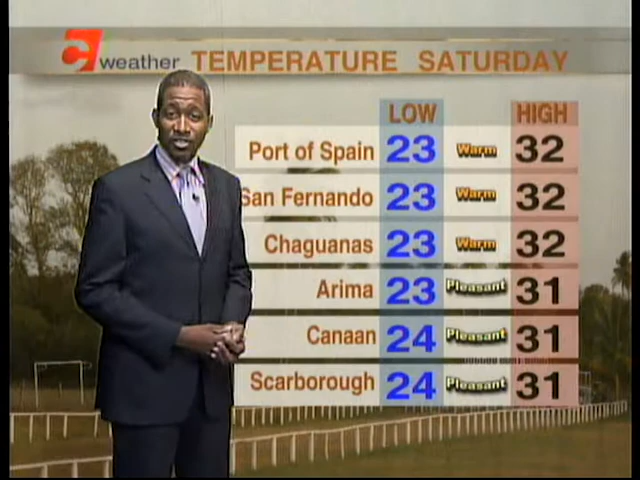 weather TEMPERATURE SATURDAY
LOW HIGH
Port of Spain 23 Warm 32
San Fernando 23 Warm 32
Chaguanas 23 Warm 32
Arima 23 Pleasant 31
Canaan 24 Pleasant 31
Scarborough 24 Pleasant 31